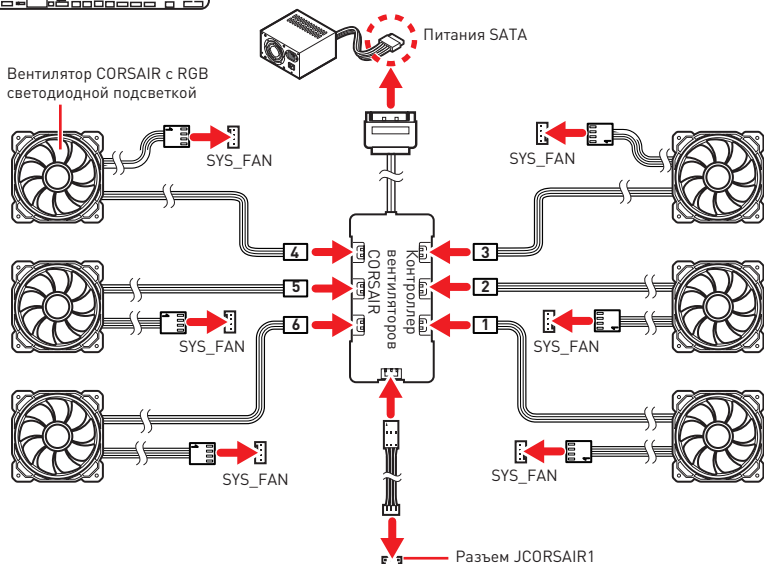 Питания SATA
Вентилятор CORSAIR с RGB
светодиодной подсветкой
SYS_FAN
SYS_FAN
4
3
Контроллер
вентиляторов
CORSAIR
5
2
SYS_FAN
SYS_FAN
6
1
SYS_FAN
SYS_FAN
Разъем JCORSAIR1